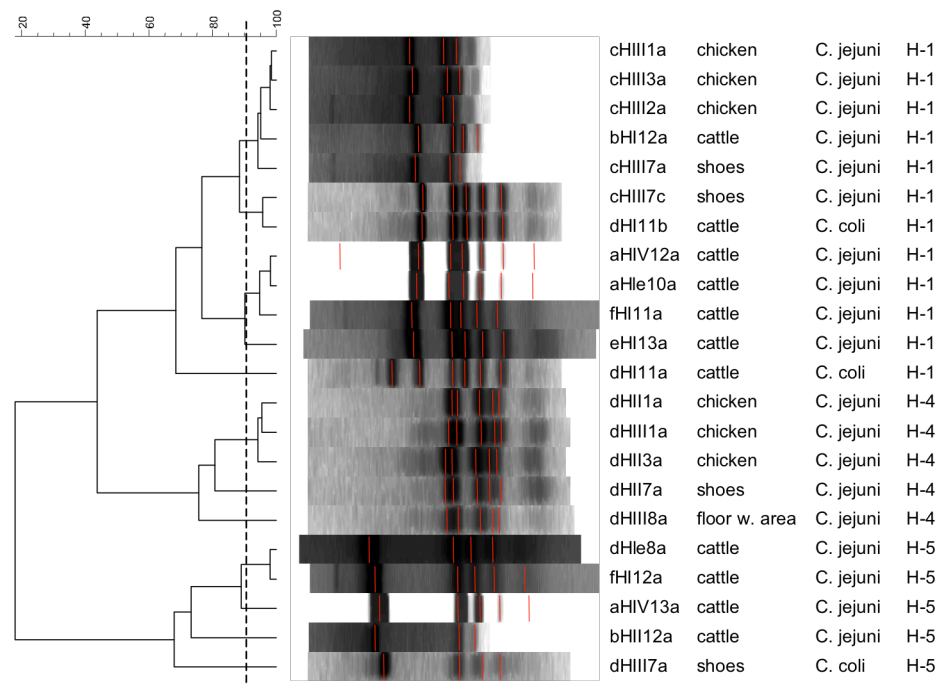 20 40 60 80 100
cHIII1a chicken C. jejuni H-1
cHIII3a chicken C. jejuni H-1
cHIII2a chicken C. jejuni H-1
bHI12a cattle C. jejuni H-1
cHIII7a shoes C. jejuni H-1
cHIII7c shoes C. jejuni H-1
dHI11b cattle C. coli H-1
aHIV12a cattle C. jejuni H-1
aHIe10a cattle C. jejuni H-1
fHI11a cattle C. jejuni H-1
eHI13a cattle C. jejuni H-1
dHI11a cattle C. coli H-1
dHII1a chicken C. jejuni H-4
dHIII1a chicken C. jejuni H-4
dHII3a chicken C. jejuni H-4
dHII7a shoes C. jejuni H-4
dHIII8a floor w. area C. jejuni H-4
dHIe8a cattle C. jejuni H-5
fHI12a cattle C. jejuni H-5
aHIV13a cattle C. jejuni H-5
bHII12a cattle C. jejuni H-5
dHIII7a shoes C. coli H-5